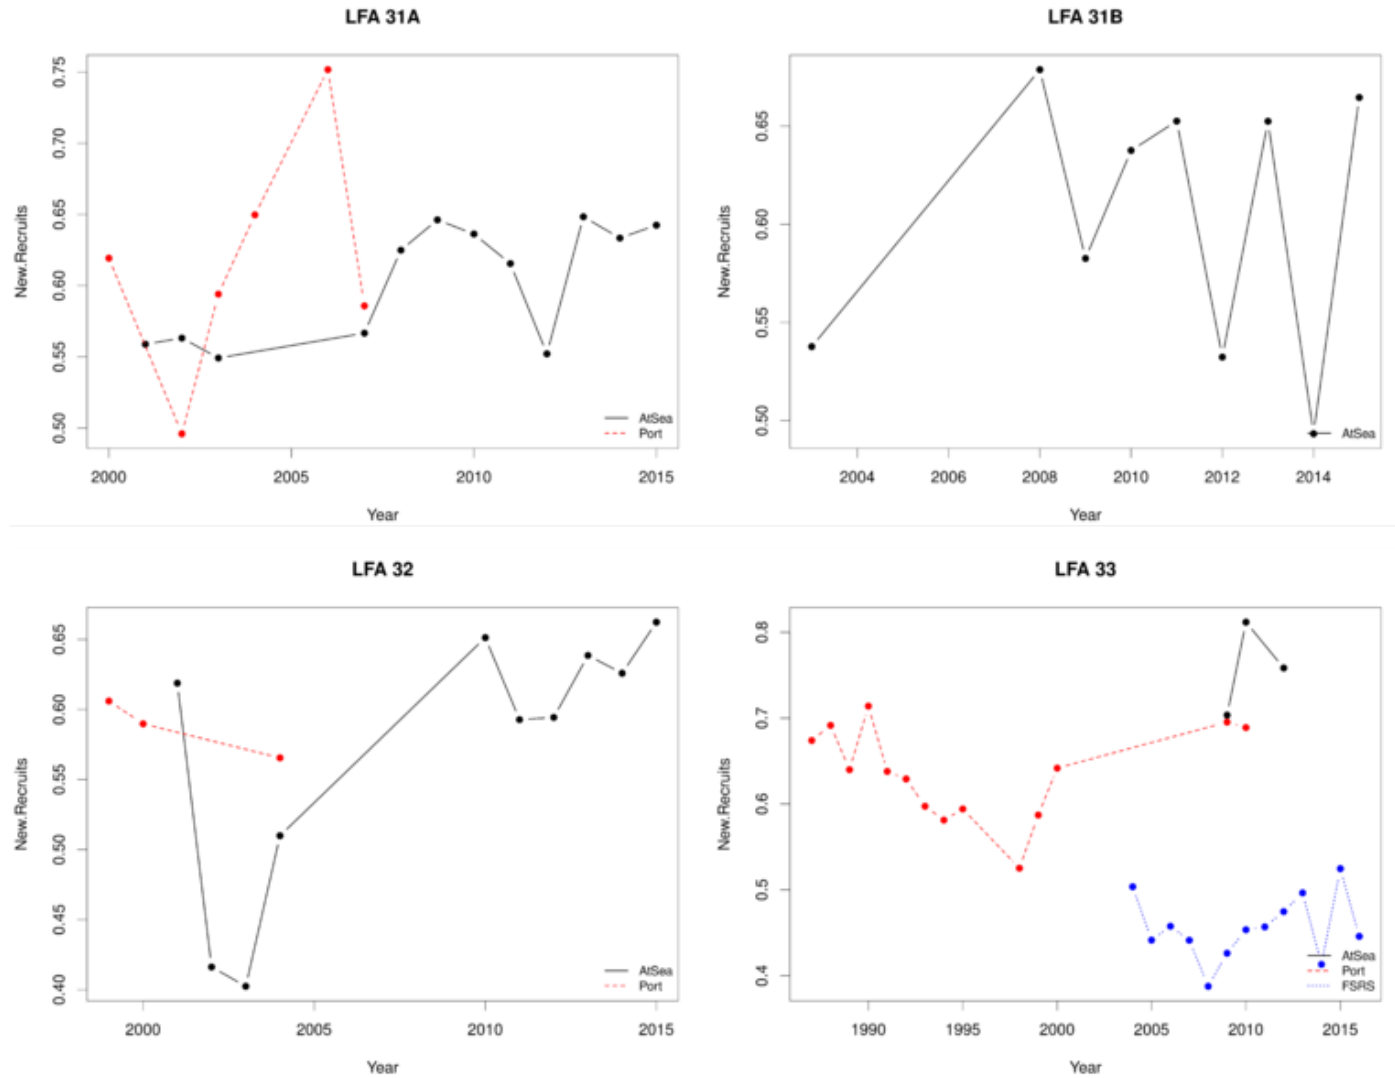 LFA 31A
New.Recruits
0.75
0.70
0.65
0.60
0.55
0.50
AtSea
Port
2000 2005 2010 2015
Year
LFA 31B
New.Recruits
0.65
0.60
0.55
0.50
AtSea
2004 2006 2008 2010 2012 2014
Year
LFA 32
New.Recruits
0.65
0.60
0.55
0.50
0.45
0.40
AtSea
Port
2000 2005 2010 2015
Year
LFA 33
New.Recruits
0.8
0.7
0.6
0.5
0.4
AtSea
Port
FSRS
1990 1995 2000 2005 2010 2015
Year